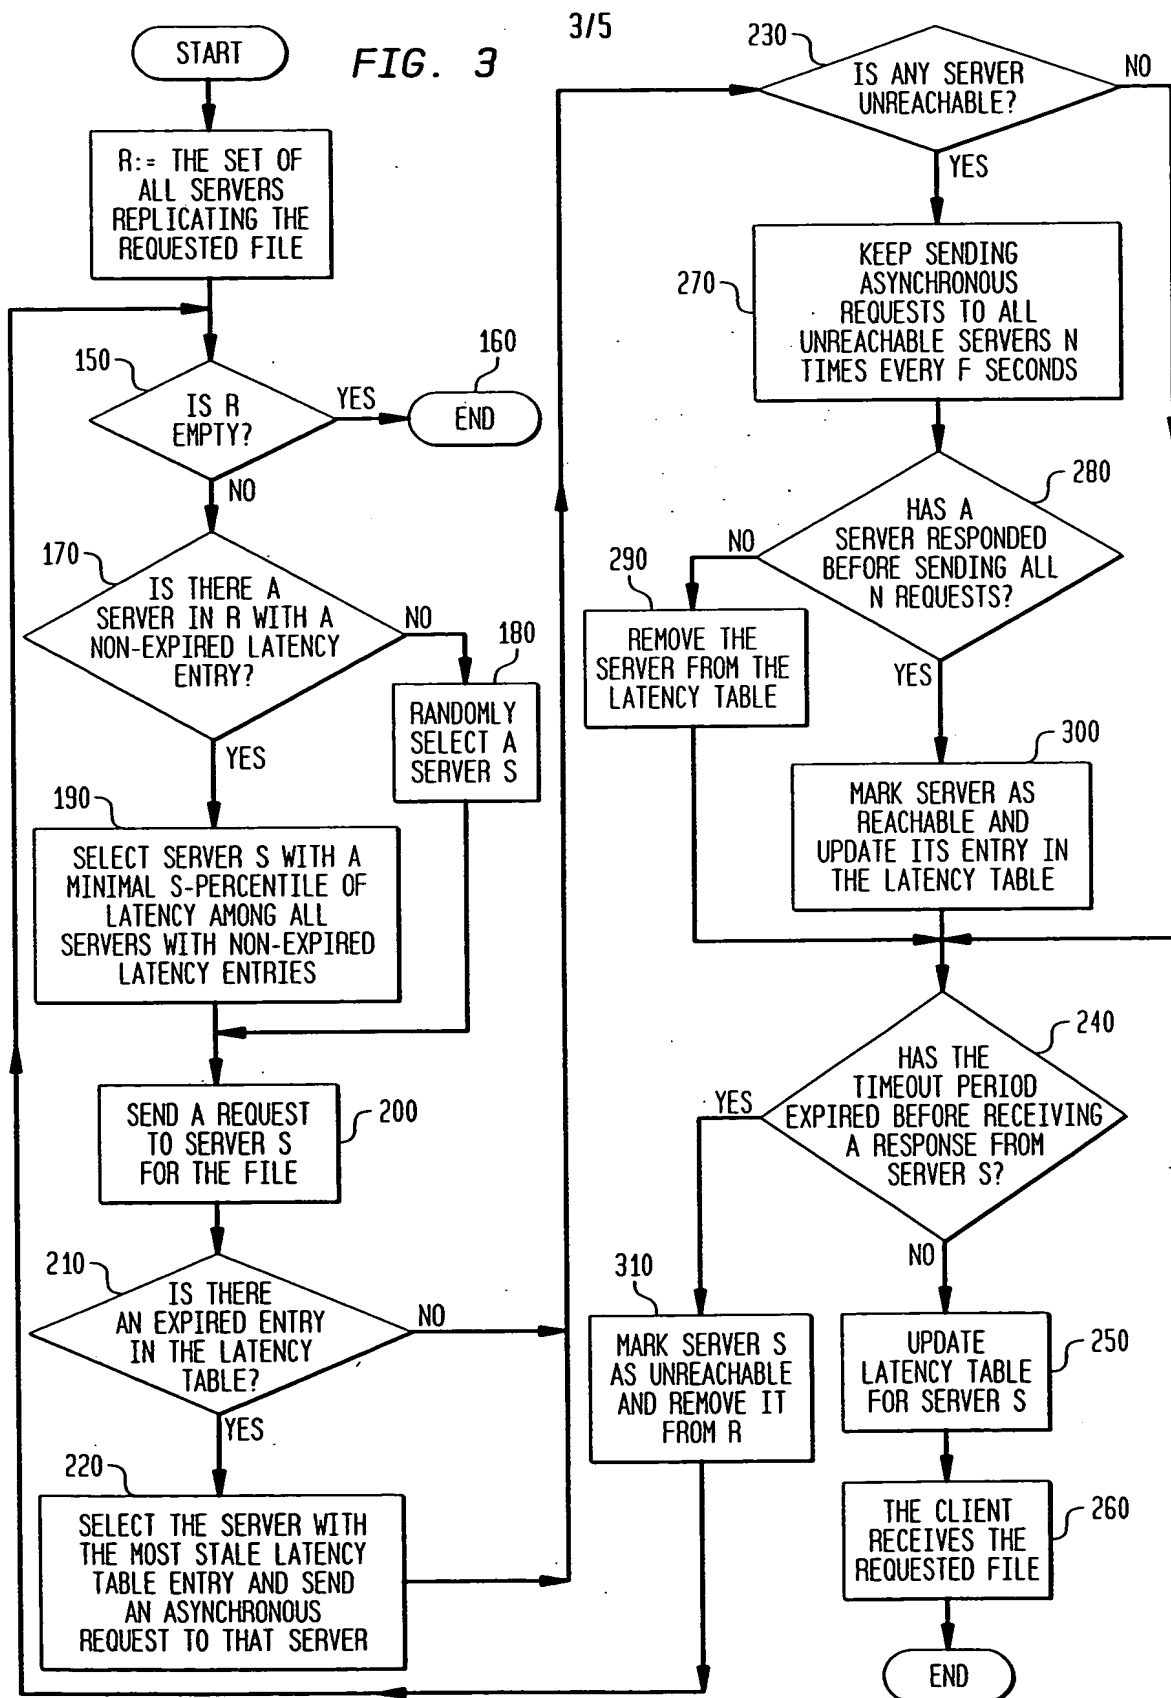 3/5
FIG. 3
START
R:= THE SET OF
ALL SERVERS
REPLICATING THE
REQUESTED FILE
150
IS R
EMPTY?
YES
160
END
NO
170
IS THERE A
SERVER IN R WITH A
NON-EXPIRED LATENCY
ENTRY?
NO
180
RANDOMLY
SELECT A
SERVER S
YES
190
SELECT SERVER S WITH A
MINIMAL S-PERCENTILE OF
LATENCY AMONG ALL
SERVERS WITH NON-EXPIRED
LATENCY ENTRIES
SEND A REQUEST
TO SERVER S
FOR THE FILE
200
210
IS THERE
AN EXPIRED ENTRY
IN THE LATENCY
TABLE?
NO
YES
220
SELECT THE SERVER WITH
THE MOST STALE LATENCY
TABLE ENTRY AND SEND
AN ASYNCHRONOUS
REQUEST TO THAT SERVER
230
IS ANY SERVER
UNREACHABLE?
NO
YES
270
KEEP SENDING
ASYNCHRONOUS
REQUESTS TO ALL
UNREACHABLE SERVERS N
TIMES EVERY F SECONDS
280
HAS A
SERVER RESPONDED
BEFORE SENDING ALL
N REQUESTS?
NO
290
REMOVE THE
SERVER FROM THE
LATENCY TABLE
YES
300
MARK SERVER AS
REACHABLE AND
UPDATE ITS ENTRY IN
THE LATENCY TABLE
240
HAS THE
TIMEOUT PERIOD
EXPIRED BEFORE RECEIVING
A RESPONSE FROM
SERVER S?
YES
NO
310
MARK SERVER S
AS UNREACHABLE
AND REMOVE IT
FROM R
UPDATE
LATENCY TABLE
FOR SERVER S
250
THE CLIENT
RECEIVES THE
REQUESTED FILE
260
END